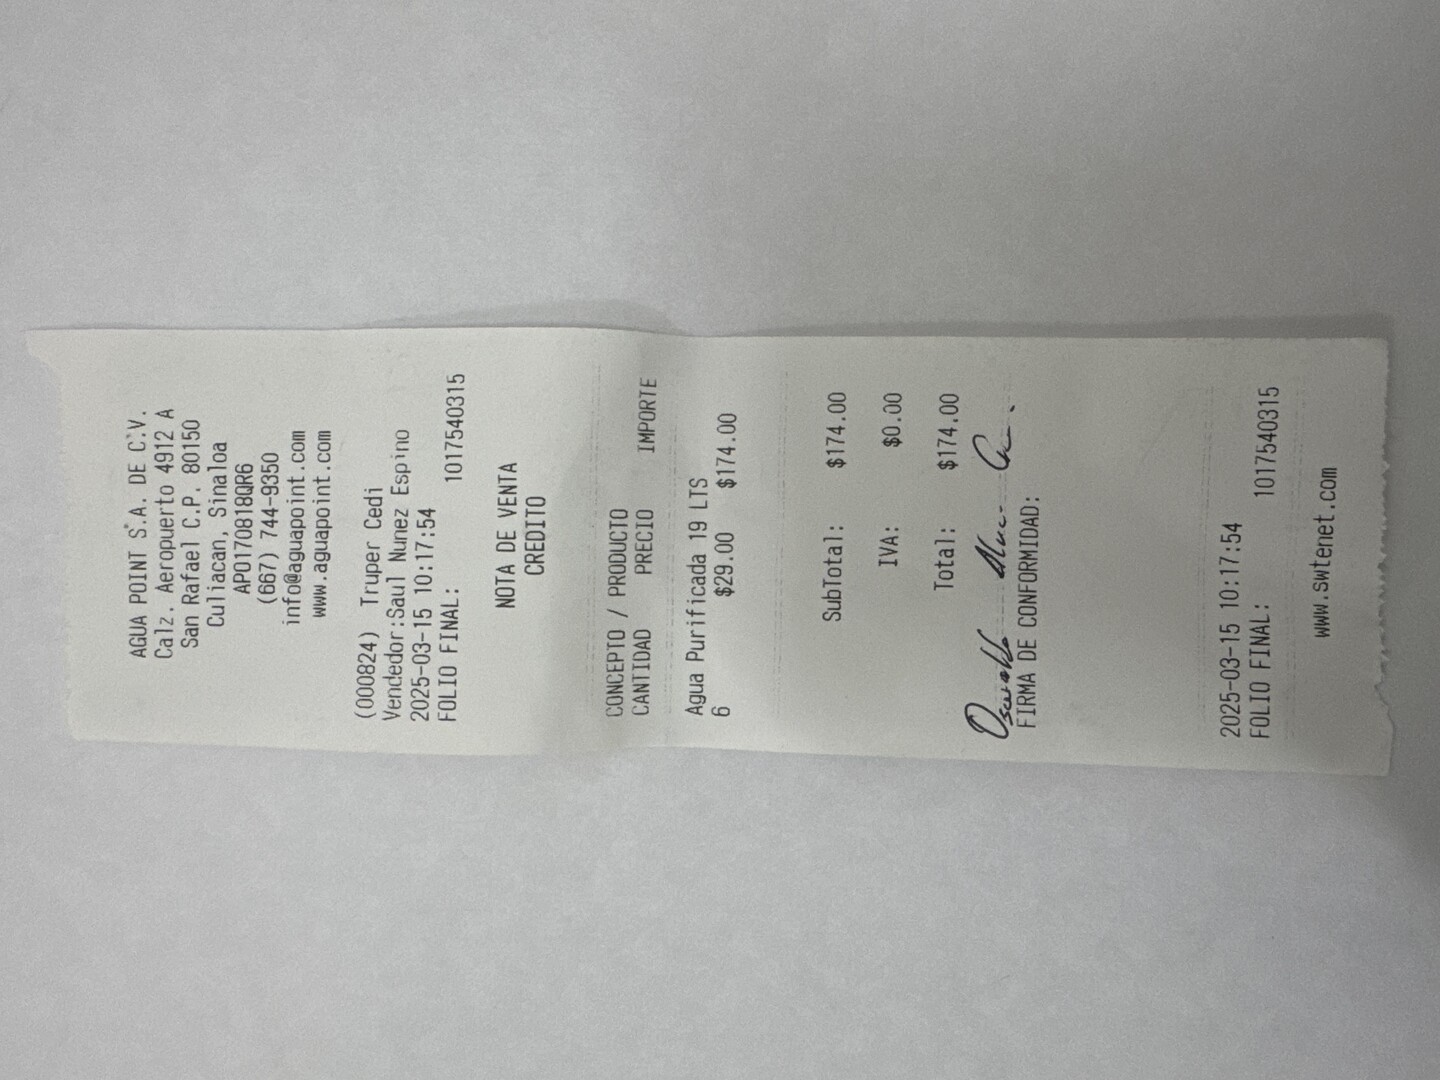 AGUA POINT S.A. DE C.V.
Calz. Aeropuerto 4912 A
San Rafael C.P. 80150
Culiacan, Sinaloa
APO170818QR6
(667) 744-9350
info@aguapoint.com
www.aguapoint.com
(000824) Truper Cedi
Vendedor:Saul Nunez Espino
2025-03-15 10:17:54
FOLIO FINAL: 1017540315
NOTA DE VENTA
CREDITO
CONCEPTO / PRODUCTO
CANTIDAD PRECIO IMPORTE
Agua Purificada 19 LTS
6 $29.00 $174.00
SubTotal: $174.00
IVA: $0.00
Total: $174.00
Oswaldo
FIRMA DE CONFORMIDAD:
2025-03-15 10:17:54
FOLIO FINAL: 1017540315
www.swtenet.com